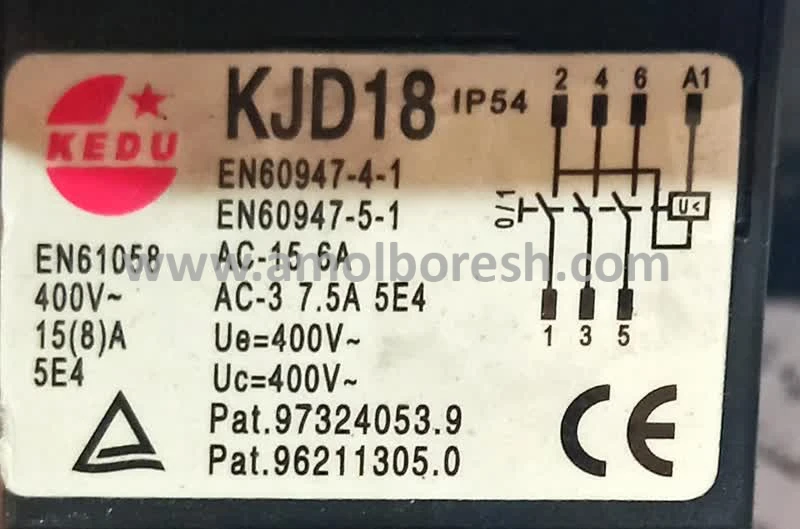 KEDU
KJD18 IP54
EN60947-4-1
EN60947-5-1
EN61058
400V~
15(8)A
5E4
AC-15 6A
AC-3 7.5A 5E4
Ue=400V~
Uc=400V~
Pat.97324053.9
Pat.96211305.0
2 4 6 A1
0/1
U<
1 3 5
CE
www.amolboresh.com